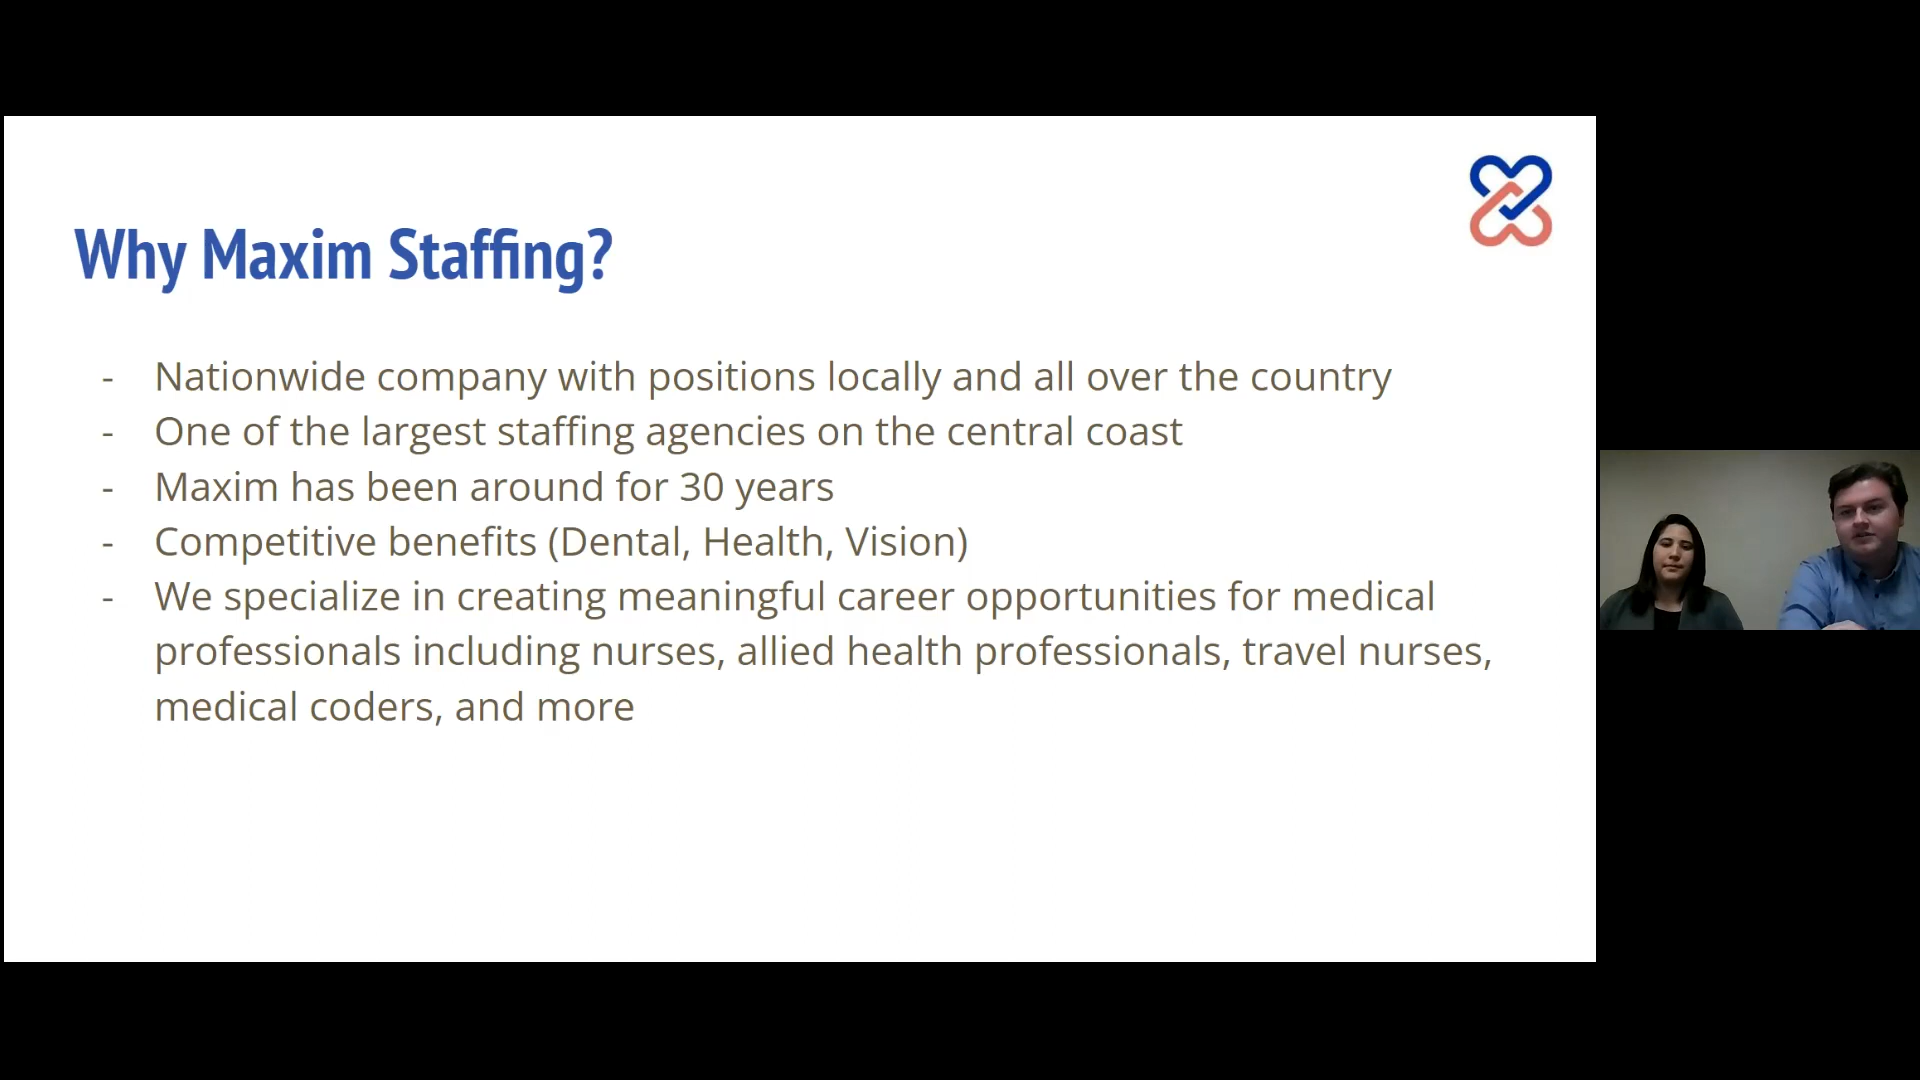 Why Maxim Staffing?
- Nationwide company with positions locally and all over the country
- One of the largest staffing agencies on the central coast
- Maxim has been around for 30 years
- Competitive benefits (Dental, Health, Vision)
- We specialize in creating meaningful career opportunities for medical
professionals including nurses, allied health professionals, travel nurses,
medical coders, and more